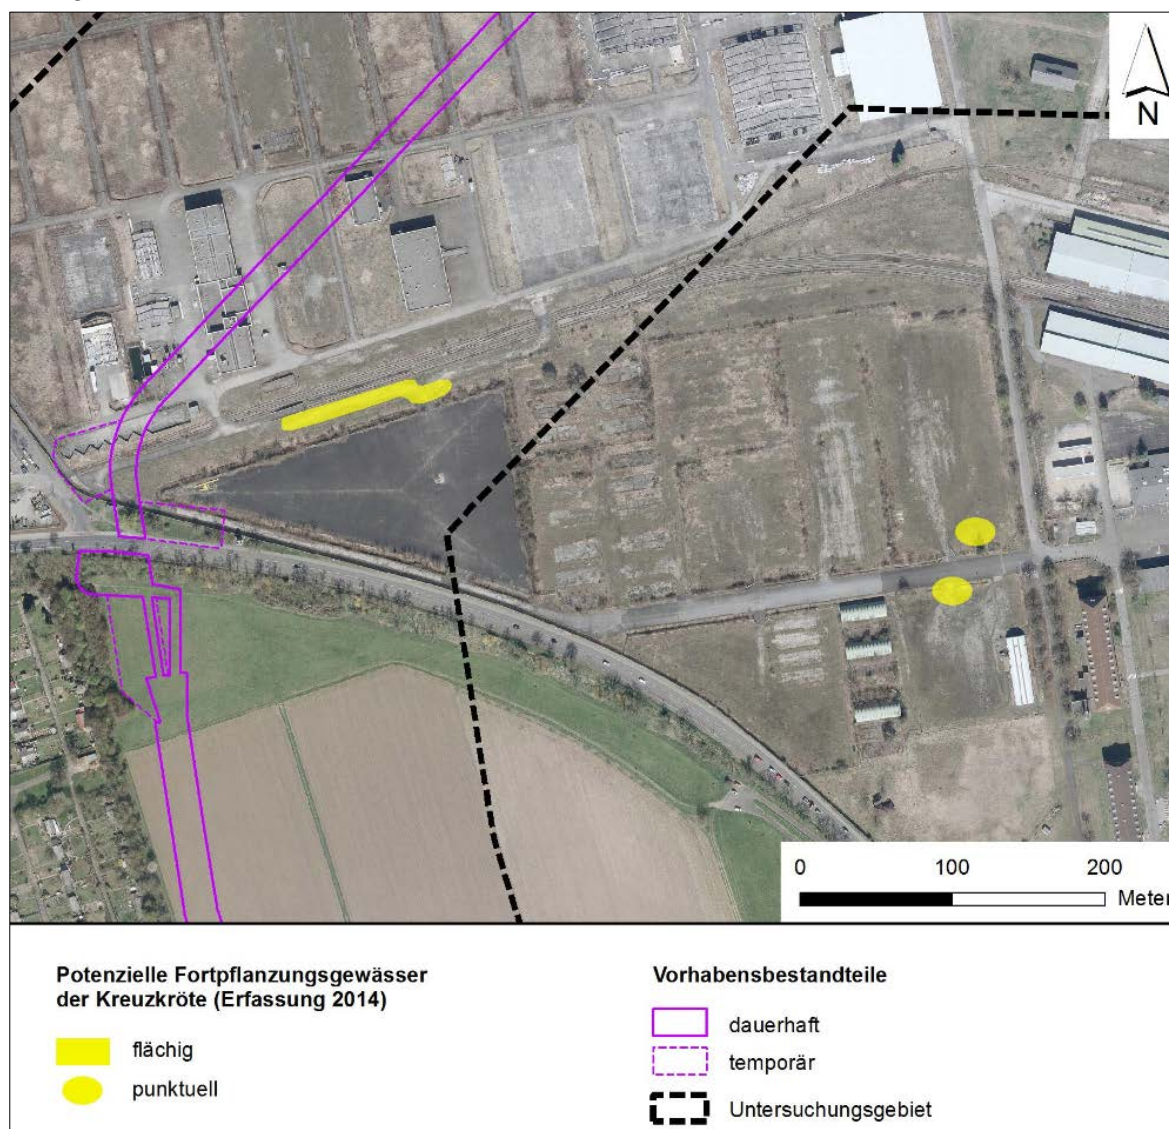 N
0 100 200
Meter
Potenzielle Fortpflanzungsgewässer
der Kreuzkröte (Erfassung 2014)
flächig
punktuell
Vorhabensbestandteile
dauerhaft
temporär
Untersuchungsgebiet